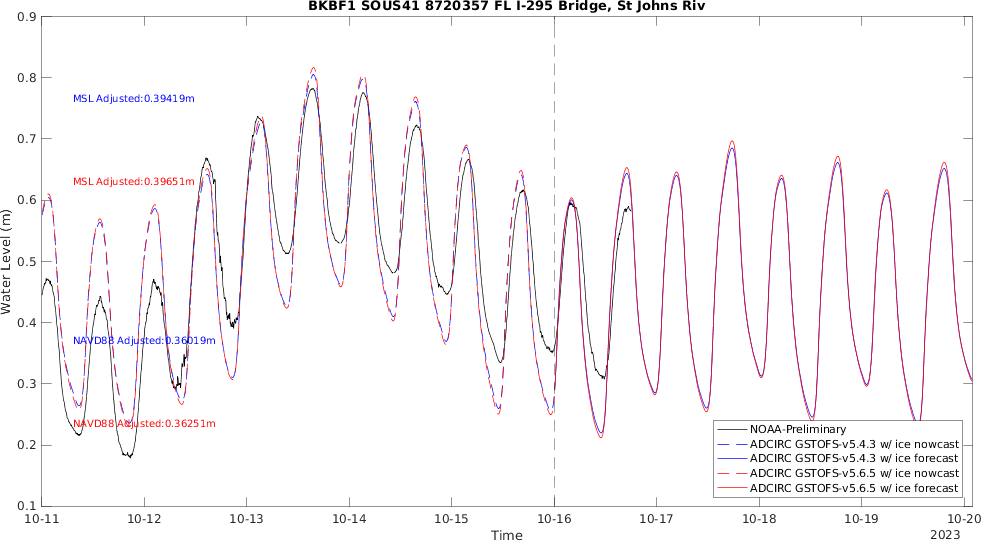 BKBF1 SOUS41 8720357 FL I-295 Bridge, St Johns Riv
0.9
0.8
0.7
0.6
0.5
0.4
0.3
0.2
0.1
Water Level (m)
MSL Adjusted:0.39419m
MSL Adjusted:0.39651m
NAVD88 Adjusted:0.36019m
NAVD88 Adjusted:0.36251m
NOAA-Preliminary
ADCIRC GSTOFS-v5.4.3 w/ ice nowcast
ADCIRC GSTOFS-v5.4.3 w/ ice forecast
ADCIRC GSTOFS-v5.6.5 w/ ice nowcast
ADCIRC GSTOFS-v5.6.5 w/ ice forecast
10-11 10-12 10-13 10-14 10-15 10-16 10-17 10-18 10-19 10-20
Time
2023